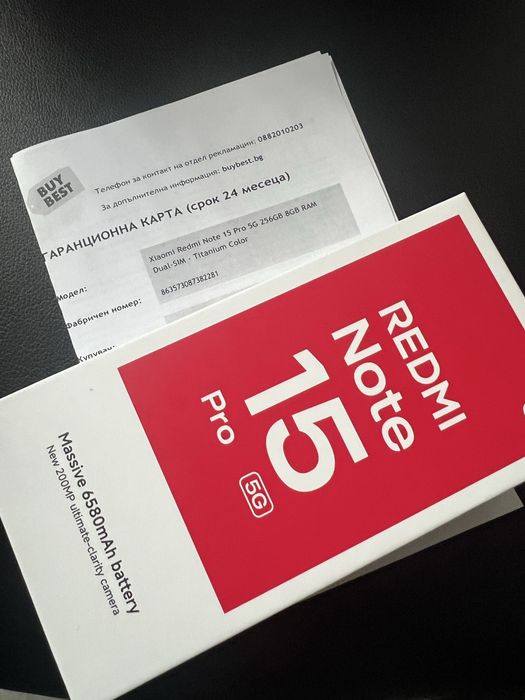 BUY
BEST
Телефон за контакт на отдел рекламации: 0882010203
За допълнителна информация: buybest.bg
ГАРАНЦИОННА КАРТА (срок 24 месеца)
Модел:
Xiaomi Redmi Note 15 Pro 5G 256GB 8GB RAM
Dual-SIM - Titanium Color
Фабричен номер:
863573087382281
REDMI
Note
15
Pro
5G
Massive 6580mAh battery
New 200MP ultimate-clarity camera